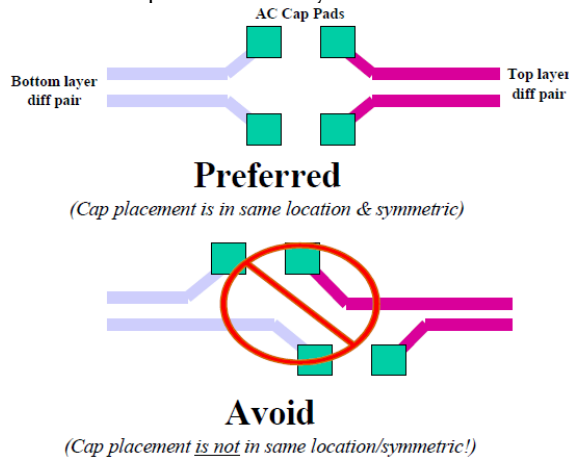 AC Cap Pads
Bottom layer
diff pair
Top layer
diff pair
Preferred
(Cap placement is in same location & symmetric)
Avoid
(Cap placement is not in same location/symmetric!)